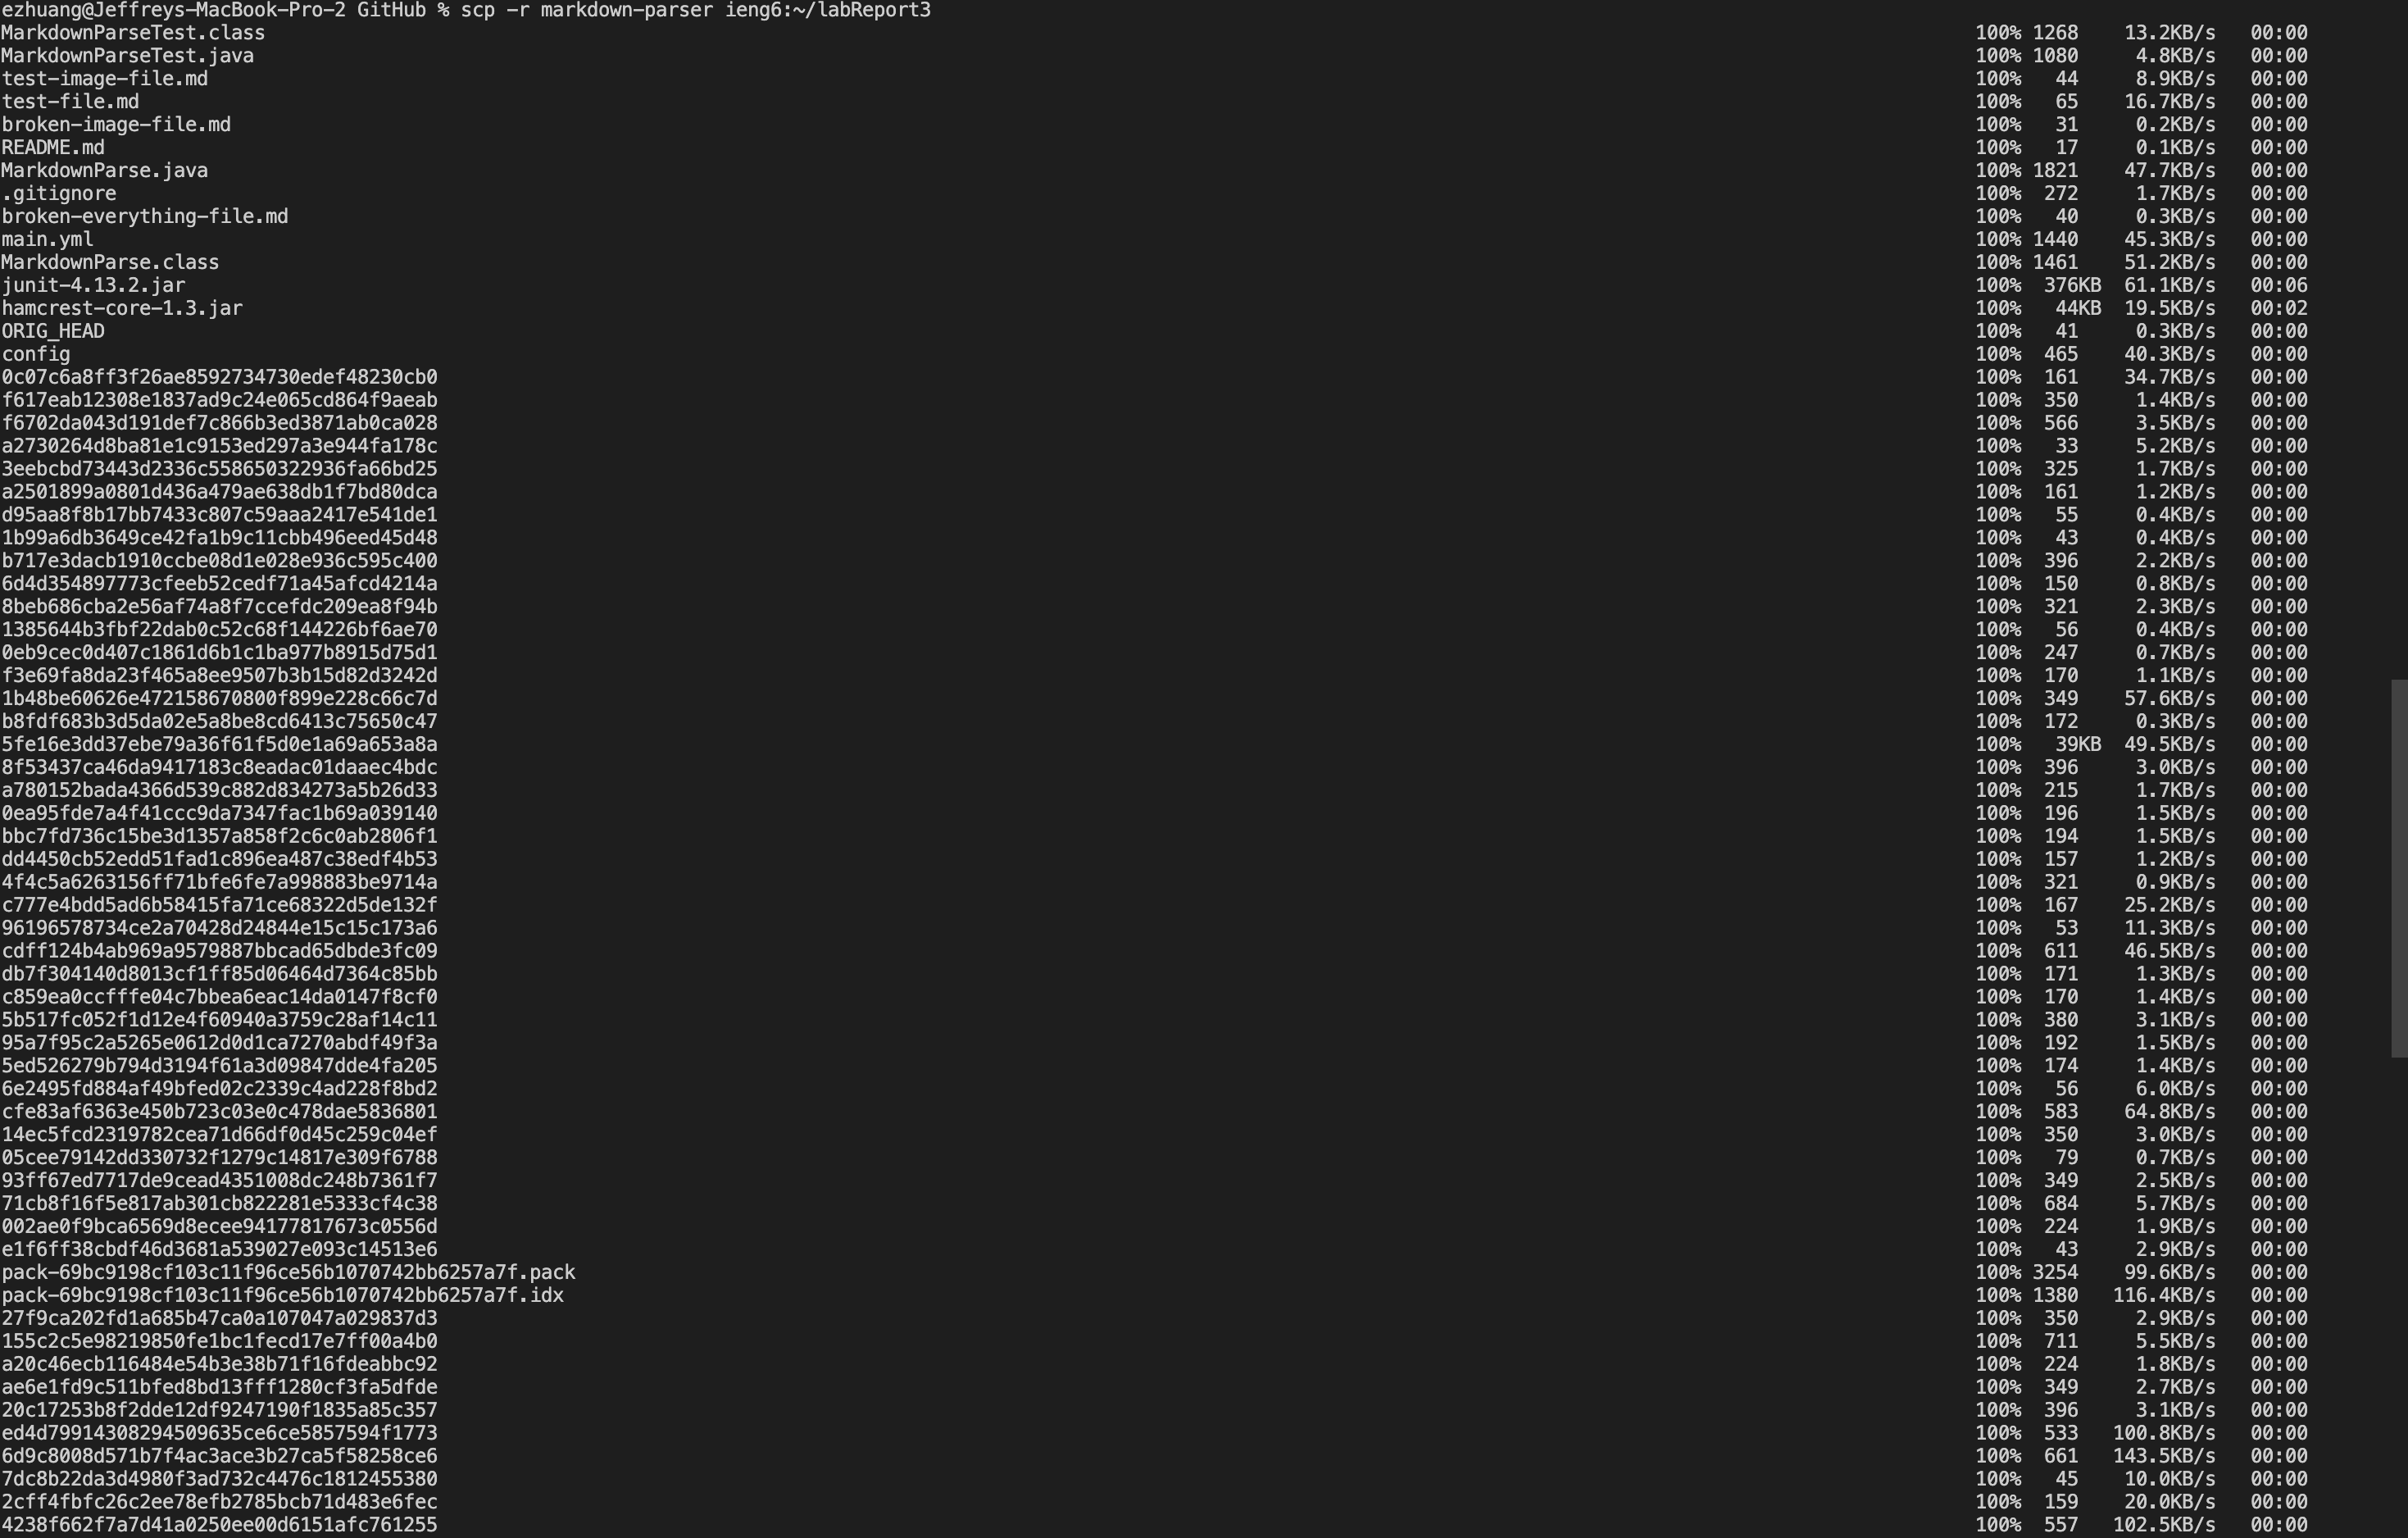 ezhuang@Jeffreys-MacBook-Pro-2 GitHub % scp -r markdown-parser ieng6:~/labReport3
MarkdownParseTest.class 100% 1268 13.2KB/s 00:00
MarkdownParseTest.java 100% 1080 4.8KB/s 00:00
test-image-file.md 100% 44 8.9KB/s 00:00
test-file.md 100% 65 16.7KB/s 00:00
broken-image-file.md 100% 31 0.2KB/s 00:00
README.md 100% 17 0.1KB/s 00:00
MarkdownParse.java 100% 1821 47.7KB/s 00:00
.gitignore 100% 272 1.7KB/s 00:00
broken-everything-file.md 100% 40 0.3KB/s 00:00
main.yml 100% 1440 45.3KB/s 00:00
MarkdownParse.class 100% 1461 51.2KB/s 00:00
junit-4.13.2.jar 100% 376KB 61.1KB/s 00:06
hamcrest-core-1.3.jar 100% 44KB 19.5KB/s 00:02
ORIG_HEAD 100% 41 0.3KB/s 00:00
config 100% 465 40.3KB/s 00:00
0c07c6a8ff3f26ae8592734730edef48230cb0 100% 161 34.7KB/s 00:00
f617eab12308e1837ad9c24e065cd864f9aeab 100% 350 1.4KB/s 00:00
f6702da043d191def7c866b3ed3871ab0ca028 100% 566 3.5KB/s 00:00
a2730264d8ba81e1c9153ed297a3e944fa178c 100% 33 5.2KB/s 00:00
3eebcbd73443d2336c558650322936fa66bd25 100% 325 1.7KB/s 00:00
a2501899a0801d436a479ae638db1f7bd80dca 100% 161 1.2KB/s 00:00
d95aa8f8b17bb7433c807c59aaa2417e541de1 100% 55 0.4KB/s 00:00
1b99a6db3649ce42fa1b9c11cbb496eed45d48 100% 43 0.4KB/s 00:00
b717e3dacb1910ccbe08d1e028e936c595c400 100% 396 2.2KB/s 00:00
6d4d354897773cfeeb52cedf71a45afcd4214a 100% 150 0.8KB/s 00:00
8beb686cba2e56af74a8f7ccefdc209ea8f94b 100% 321 2.3KB/s 00:00
1385644b3fbf22dab0c52c68f144226bf6ae70 100% 56 0.4KB/s 00:00
0eb9cec0d407c1861d6b1c1ba977b8915d75d1 100% 247 0.7KB/s 00:00
f3e69fa8da23f465a8ee9507b3b15d82d3242d 100% 170 1.1KB/s 00:00
1b48be60626e472158670800f899e228c66c7d 100% 349 57.6KB/s 00:00
b8fdf683b3d5da02e5a8be8cd6413c75650c47 100% 172 0.3KB/s 00:00
5fe16e3dd37ebe79a36f61f5d0e1a69a653a8a 100% 39KB 49.5KB/s 00:00
8f53437ca46da9417183c8eadac01daaec4bdc 100% 396 3.0KB/s 00:00
a780152bada4366d539c882d834273a5b26d33 100% 215 1.7KB/s 00:00
0ea95fde7a4f41ccc9da7347fac1b69a039140 100% 196 1.5KB/s 00:00
bbc7fd736c15be3d1357a858f2c6c0ab2806f1 100% 194 1.5KB/s 00:00
dd4450cb52edd51fad1c896ea487c38edf4b53 100% 157 1.2KB/s 00:00
4f4c5a6263156ff71bfe6fe7a998883be9714a 100% 321 0.9KB/s 00:00
c777e4bdd5ad6b58415fa71ce68322d5de132f 100% 167 25.2KB/s 00:00
96196578734ce2a70428d24844e15c15c173a6 100% 53 11.3KB/s 00:00
cdff124b4ab969a9579887bbcad65dbde3fc09 100% 611 46.5KB/s 00:00
db7f304140d8013cf1ff85d06464d7364c85bb 100% 171 1.3KB/s 00:00
c859ea0ccfffe04c7bbea6eac14da0147f8cf0 100% 170 1.4KB/s 00:00
5b517fc052f1d12e4f60940a3759c28af14c11 100% 380 3.1KB/s 00:00
95a7f95c2a5265e0612d0d1ca7270abdf49f3a 100% 192 1.5KB/s 00:00
5ed526279b794d3194f61a3d09847dde4fa205 100% 174 1.4KB/s 00:00
6e2495fd884af49bfed02c2339c4ad228f8bd2 100% 56 6.0KB/s 00:00
cfe83af6363e450b723c03e0c478dae5836801 100% 583 64.8KB/s 00:00
14ec5fcd2319782cea71d66df0d45c259c04ef 100% 350 3.0KB/s 00:00
05cee79142dd330732f1279c14817e309f6788 100% 79 0.7KB/s 00:00
93ff67ed7717de9cead4351008dc248b7361f7 100% 349 2.5KB/s 00:00
71cb8f16f5e817ab301cb822281e5333cf4c38 100% 684 5.7KB/s 00:00
002ae0f9bca6569d8ecee94177817673c0556d 100% 224 1.9KB/s 00:00
e1f6ff38cbdf46d3681a539027e093c14513e6 100% 43 2.9KB/s 00:00
pack-69bc9198cf103c11f96ce56b1070742bb6257a7f.pack 100% 3254 99.6KB/s 00:00
pack-69bc9198cf103c11f96ce56b1070742bb6257a7f.idx 100% 1380 116.4KB/s 00:00
27f9ca202fd1a685b47ca0a107047a029837d3 100% 350 2.9KB/s 00:00
155c2c5e98219850fe1bc1fecd17e7ff00a4b0 100% 711 5.5KB/s 00:00
a20c46ecb116484e54b3e38b71f16fdeabbc92 100% 224 1.8KB/s 00:00
ae6e1fd9c511bfed8bd13fff1280cf3fa5dfde 100% 349 2.7KB/s 00:00
20c17253b8f2dde12df9247190f1835a85c357 100% 396 3.1KB/s 00:00
ed4d79914308294509635ce6ce5857594f1773 100% 533 100.8KB/s 00:00
6d9c8008d571b7f4ac3ace3b27ca5f58258ce6 100% 661 143.5KB/s 00:00
7dc8b22da3d4980f3ad732c4476c1812455380 100% 45 10.0KB/s 00:00
2cff4fbfc26c2ee78efb2785bcb71d483e6fec 100% 159 20.0KB/s 00:00
4238f662f7a7d41a0250ee00d6151afc761255 100% 557 102.5KB/s 00:00